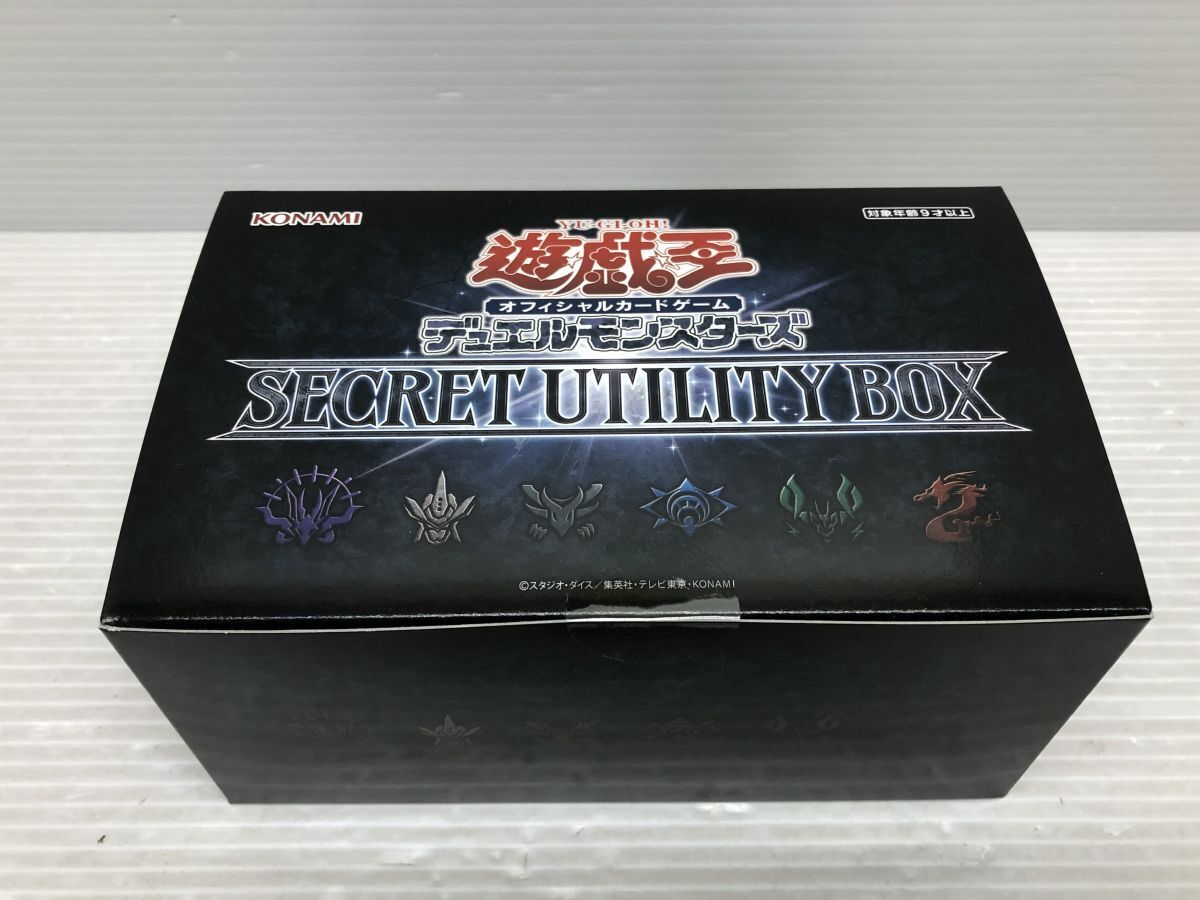 KONAMI
対象年齢9才以上
YU-GI-OH!
遊☆戯☆王
オフィシャルカードゲーム
デュエルモンスターズ
SECRET UTILITY BOX
©スタジオ・ダイス／集英社・テレビ東京・KONAMI